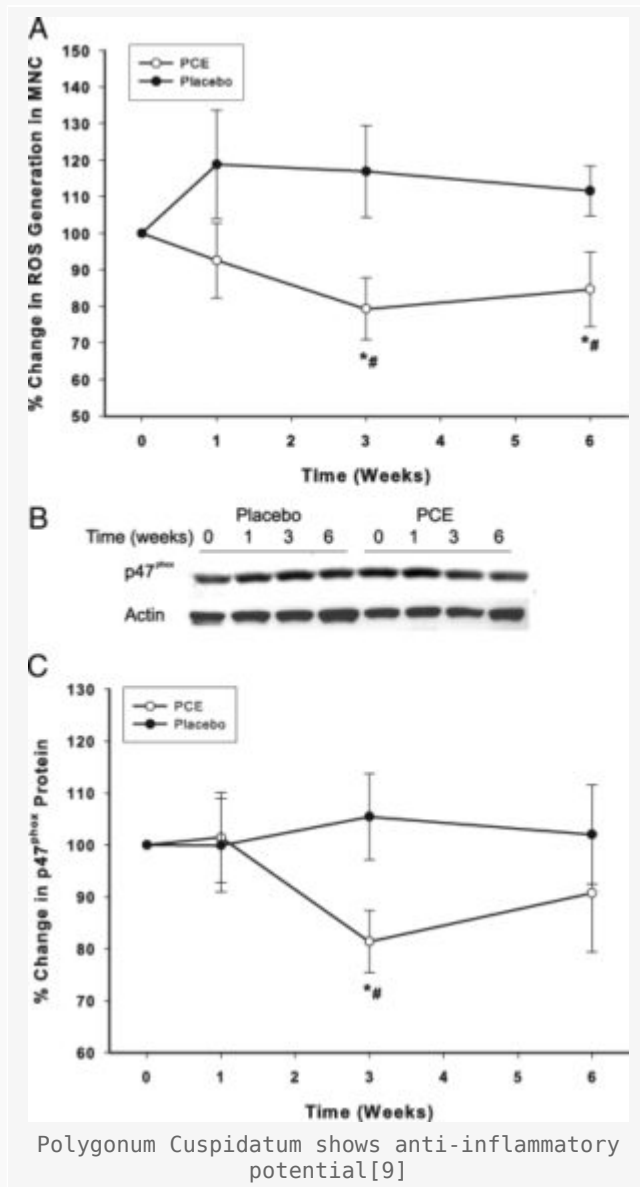 A
% Change in ROS Generation in MNC
150
140
130
120
110
100
90
80
70
60
50
PCE
Placebo
*#
*#
0 1 2 3 4 5 6
Time (Weeks)
B
Placebo PCE
Time (weeks) 0 1 3 6 0 1 3 6
p47phox
Actin
C
% Change in p47phox Protein
130
120
110
100
90
80
70
60
PCE
Placebo
*#
0 1 2 3 4 5 6
Time (Weeks)
Polygonum Cuspidatum shows anti-inflammatory
potential[9]